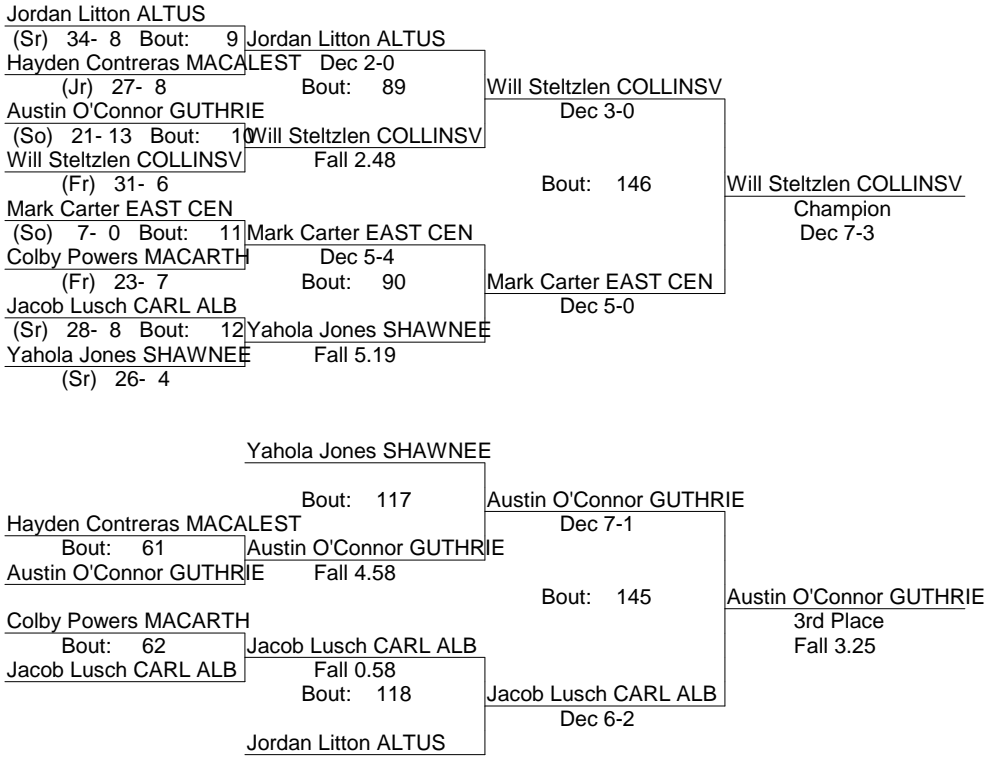 Jordan Litton ALTUS
(Sr) 34- 8 Bout: 9 Jordan Litton ALTUS
Hayden Contreras MACALEST Dec 2-0
(Jr) 27- 8 Bout: 89 Will Steltzlen COLLINSV
Austin O'Connor GUTHRIE Dec 3-0
(So) 21- 13 Bout: 10 Will Steltzlen COLLINSV
Will Steltzlen COLLINSV Fall 2.48
(Fr) 31- 6 Bout: 146 Will Steltzlen COLLINSV
Mark Carter EAST CEN Champion
(So) 7- 0 Bout: 11 Mark Carter EAST CEN Dec 7-3
Colby Powers MACARTH Dec 5-4
(Fr) 23- 7 Bout: 90 Mark Carter EAST CEN
Jacob Lusch CARL ALB Dec 5-0
(Sr) 28- 8 Bout: 12 Yahola Jones SHAWNEE
Yahola Jones SHAWNEE Fall 5.19
(Sr) 26- 4
Yahola Jones SHAWNEE
Bout: 117 Austin O'Connor GUTHRIE
Hayden Contreras MACALEST Dec 7-1
Bout: 61 Austin O'Connor GUTHRIE
Austin O'Connor GUTHRIE Fall 4.58
Bout: 145 Austin O'Connor GUTHRIE
Colby Powers MACARTH 3rd Place
Bout: 62 Jacob Lusch CARL ALB Fall 3.25
Jacob Lusch CARL ALB Fall 0.58
Bout: 118 Jacob Lusch CARL ALB
Dec 6-2
Jordan Litton ALTUS